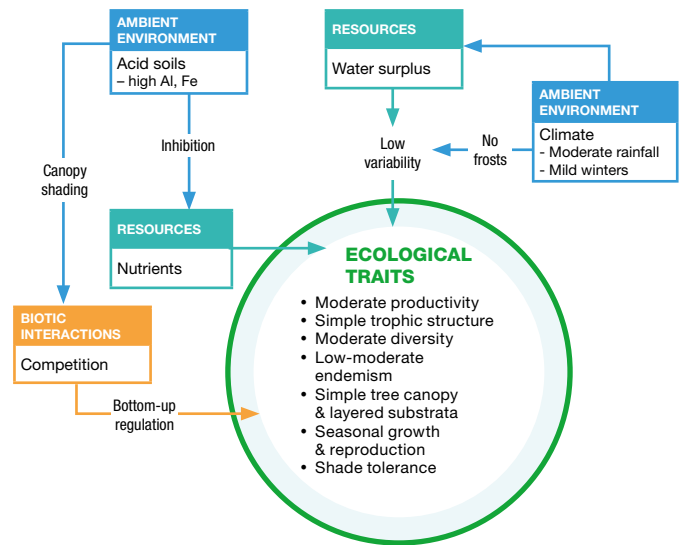 AMBIENT
ENVIRONMENT
Acid soils
– high Al, Fe
RESOURCES
Water surplus
AMBIENT
ENVIRONMENT
Climate
- Moderate rainfall
- Mild winters
No
frosts
Low
variability
Inhibition
Canopy
shading
RESOURCES
Nutrients
BIOTIC
INTERACTIONS
Competition
Bottom-up
regulation
ECOLOGICAL
TRAITS
• Moderate productivity
• Simple trophic structure
• Moderate diversity
• Low-moderate
endemism
• Simple tree canopy
& layered substrata
• Seasonal growth
& reproduction
• Shade tolerance